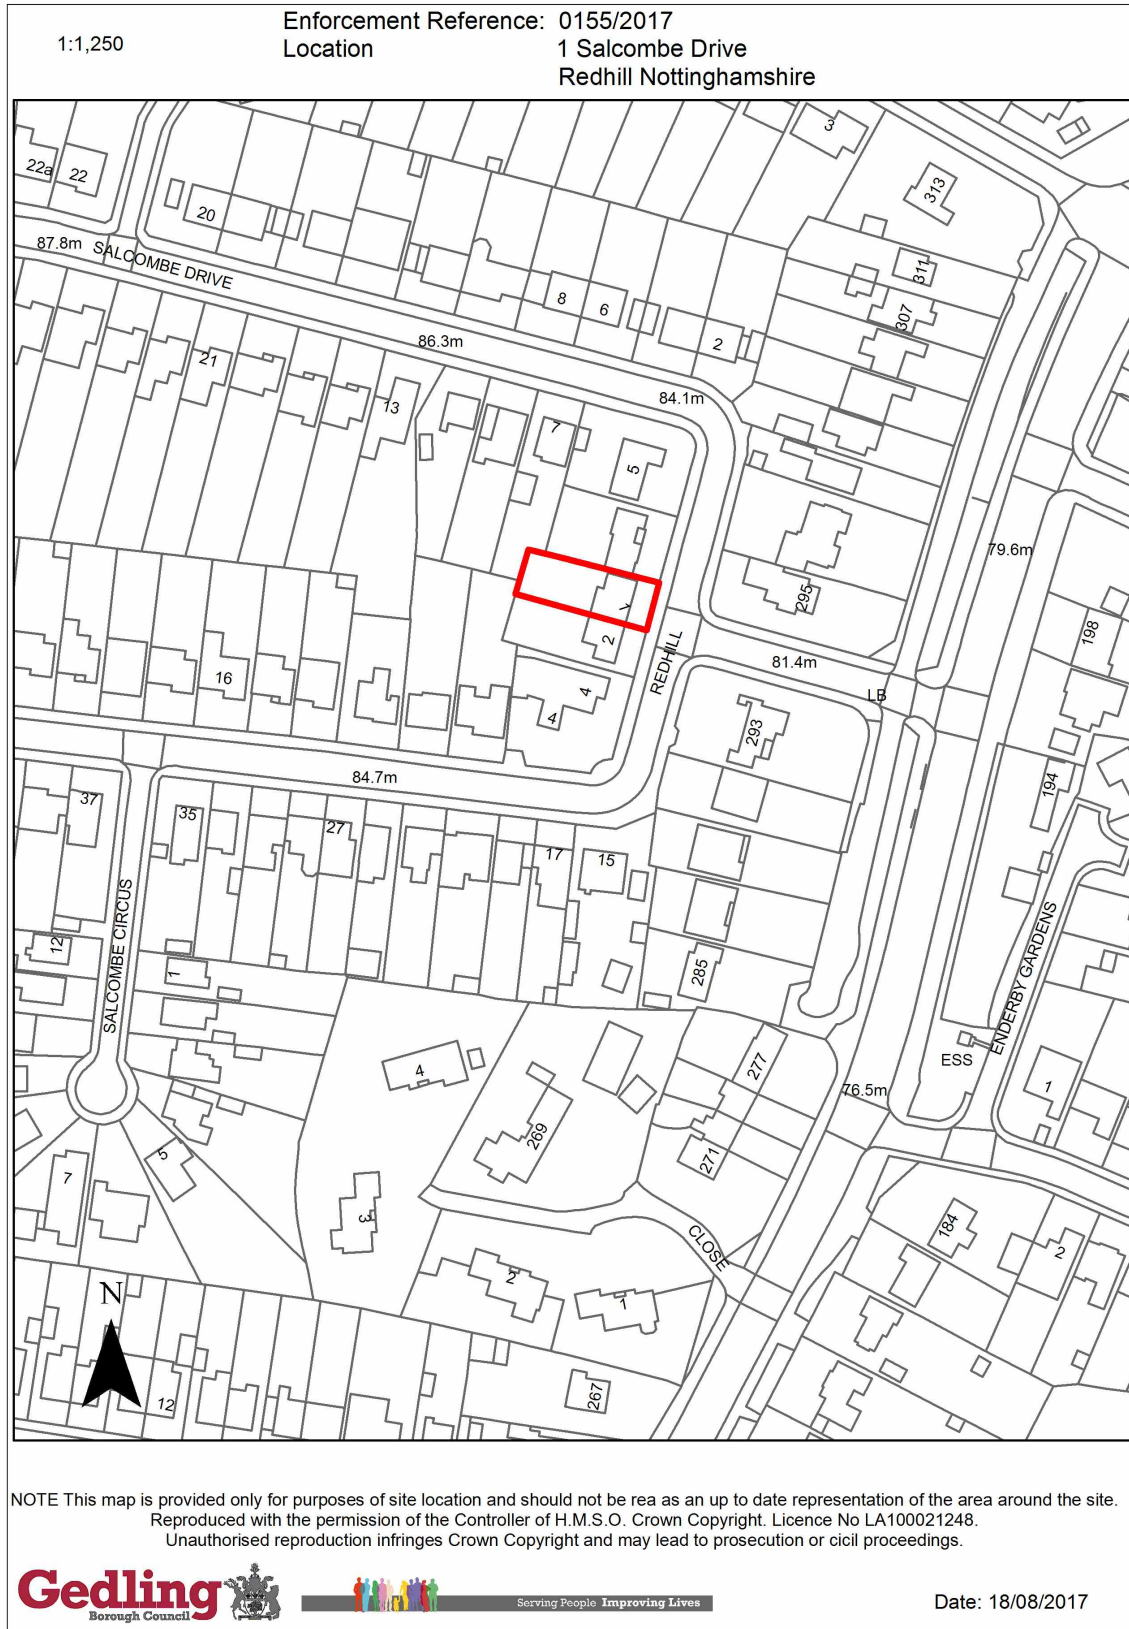 1:1,250
Enforcement Reference: 0155/2017
Location 1 Salcombe Drive
Redhill Nottinghamshire
3
22a
22
313
20
87.8m
SALCOMBE DRIVE
311
8
6
307
2
86.3m
21
84.1m
13
7
5
79.6m
1
295
198
2
REDHILL
81.4m
16
4
LB
4
293
84.7m
194
37
35
27
17
15
SALCOMBE CIRCUS
12
1
285
ENDERBY GARDENS
ESS
4
277
76.5m
1
269
271
5
7
3
184
CLOSE
2
2
1
N
267
12
NOTE This map is provided only for purposes of site location and should not be rea as an up to date representation of the area around the site.
Reproduced with the permission of the Controller of H.M.S.O. Crown Copyright. Licence No LA100021248.
Unauthorised reproduction infringes Crown Copyright and may lead to prosecution or cicil proceedings.
Gedling
Borough Council
Serving People Improving Lives
Date: 18/08/2017